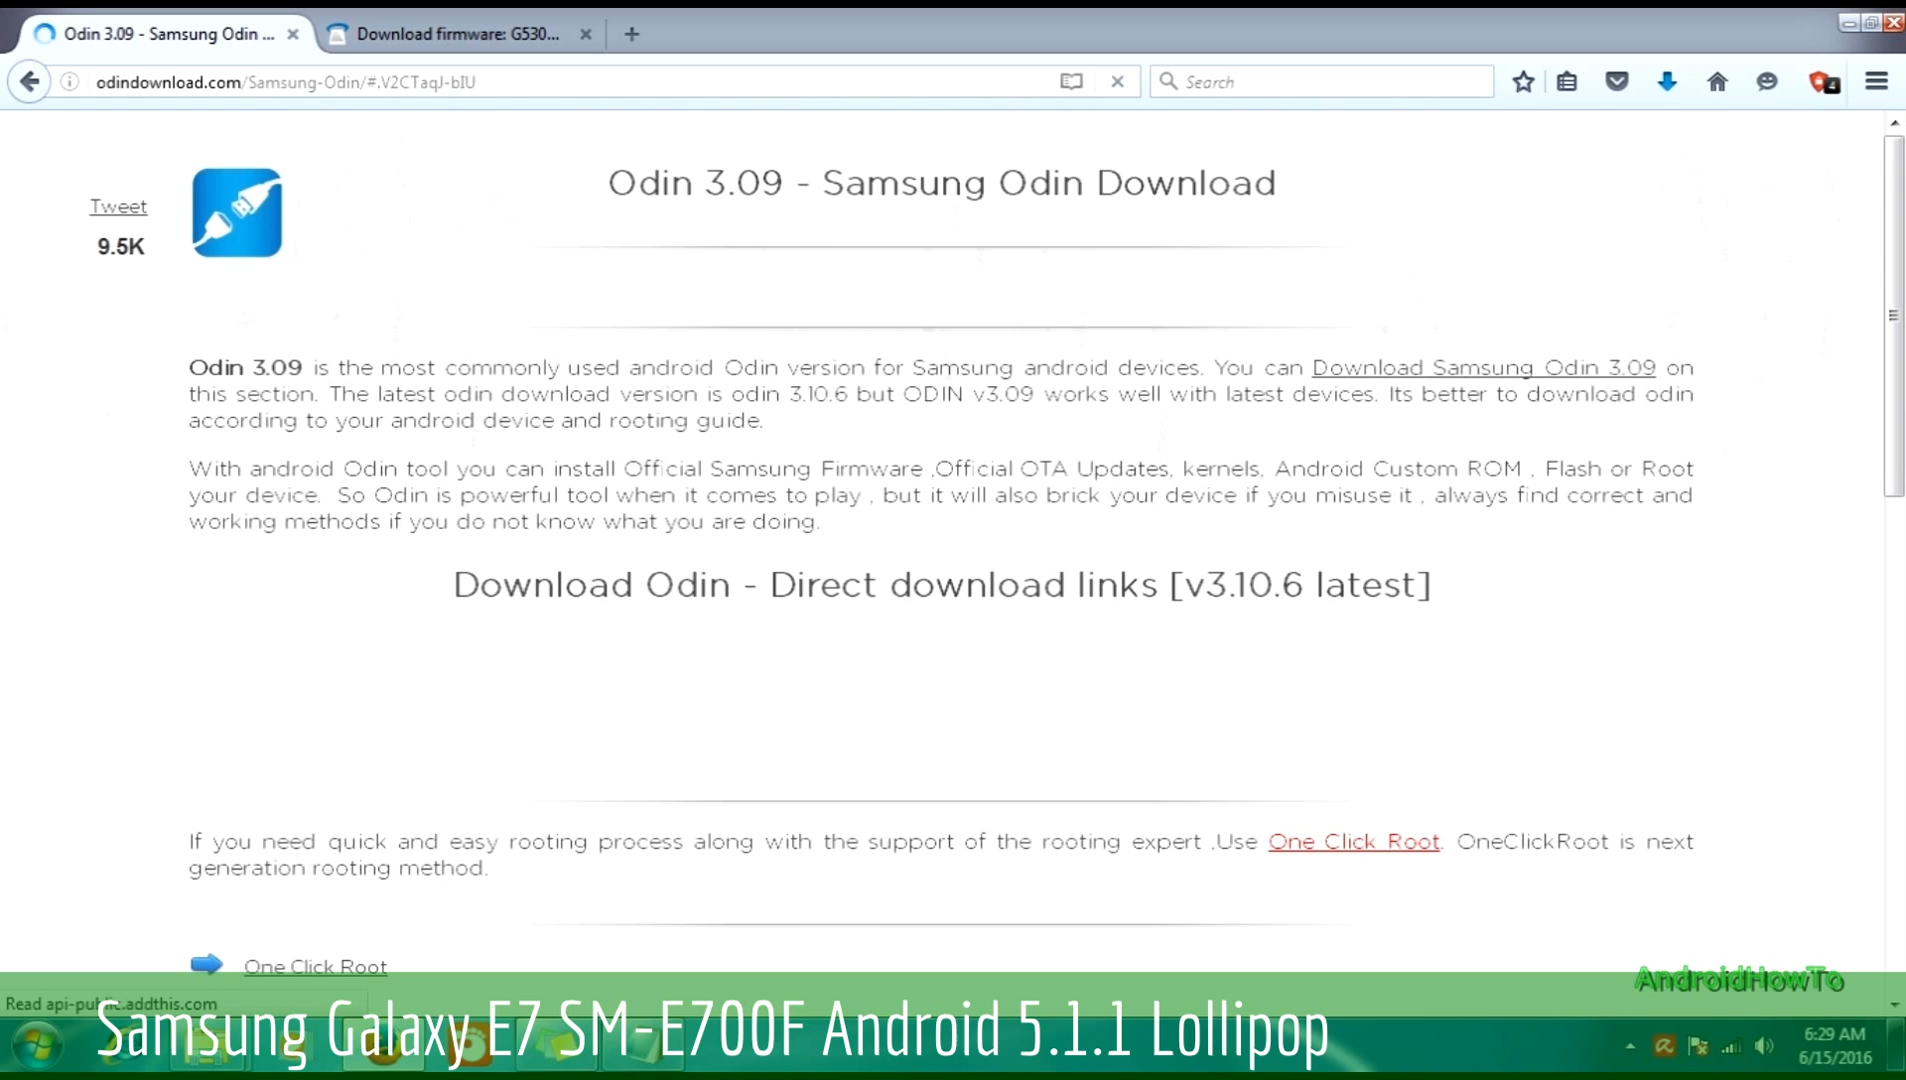 Odin 3.09 - Samsung Odin ...
Download firmware: G530...
odindownload.com/Samsung-Odin/#.V2CTaqJ-bIU
Search
4
Tweet
9.5K
Odin 3.09 - Samsung Odin Download
Odin 3.09 is the most commonly used android Odin version for Samsung android devices. You can Download Samsung Odin 3.09 on
this section. The latest odin download version is odin 3.10.6 but ODIN v3.09 works well with latest devices. Its better to download odin
according to your android device and rooting guide.
With android Odin tool you can install Official Samsung Firmware ,Official OTA Updates, kernels, Android Custom ROM , Flash or Root
your device. So Odin is powerful tool when it comes to play , but it will also brick your device if you misuse it , always find correct and
working methods if you do not know what you are doing.
Download Odin - Direct download links [v3.10.6 latest]
If you need quick and easy rooting process along with the support of the rooting expert ,Use One Click Root. OneClickRoot is next
generation rooting method.
One Click Root
AndroidHowTo
Read api-public.addthis.com
Samsung Galaxy E7 SM-E700F Android 5.1.1 Lollipop
6:29 AM
6/15/2016